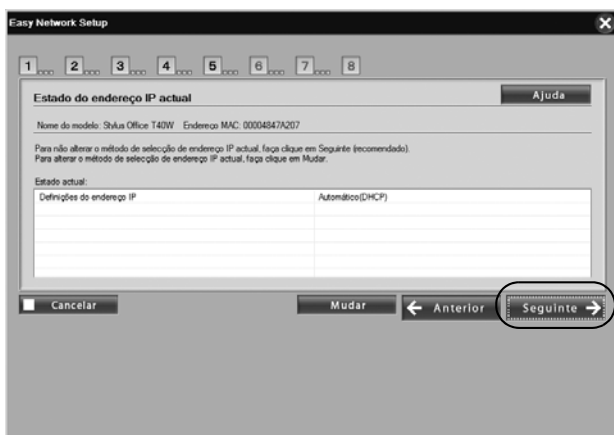 Easy Network Setup
1 2 3 4 5 6 7 8
Estado do endereço IP actual
Ajuda
Nome do modelo: Stylus Office T40W Endereço MAC: 00004847A207
Para não alterar o método de selecção de endereço IP actual, faça clique em Seguinte (recomendado).
Para alterar o método de selecção de endereço IP actual, faça clique em Mudar.
Estado actual:
Definições do endereço IP Automático(DHCP)
Cancelar Mudar Anterior Seguinte